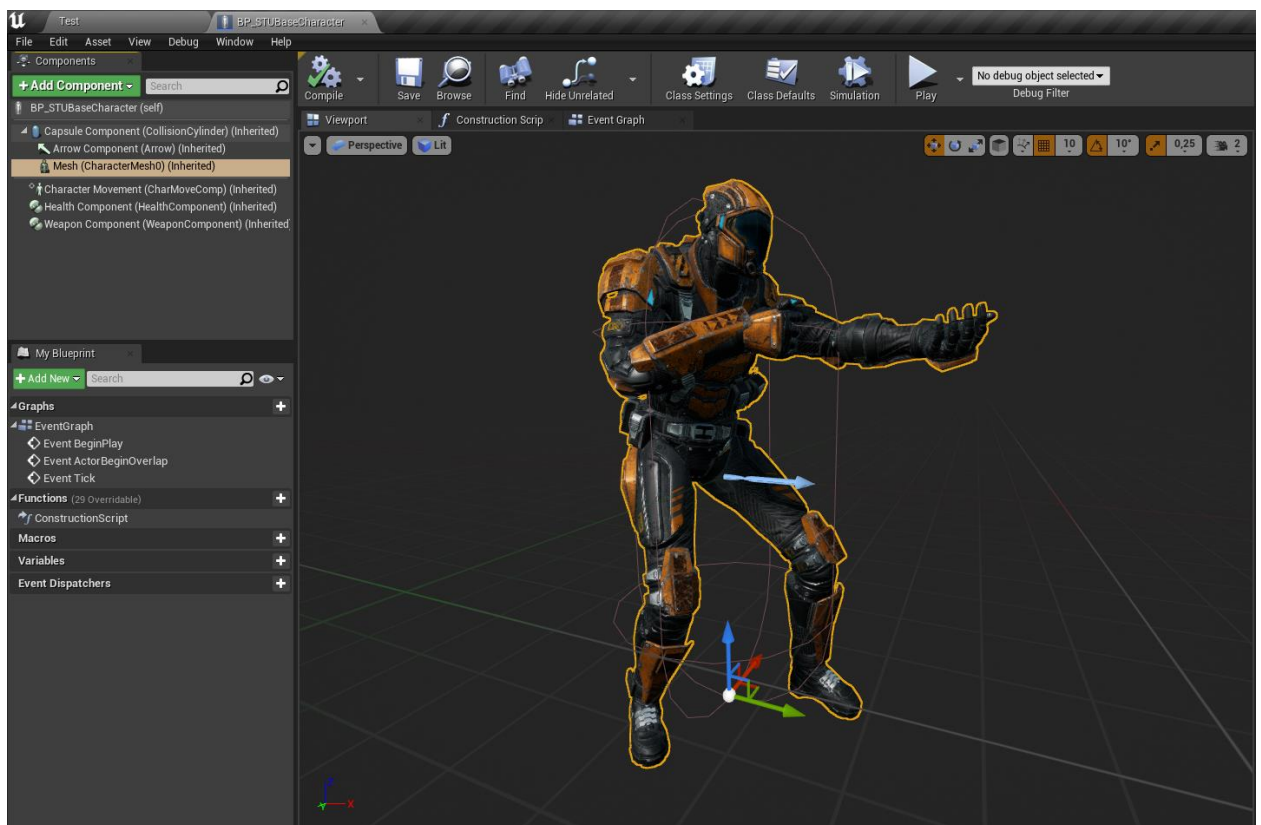 Test
BP_STUBaseCharacter
File Edit Asset View Debug Window Help
Components
+Add Component
Search
BP_STUBaseCharacter (self)
Capsule Component (CollisionCylinder) (Inherited)
Arrow Component (Arrow) (Inherited)
Mesh (CharacterMesh0) (Inherited)
Character Movement (CharMoveComp) (Inherited)
Health Component (HealthComponent) (Inherited)
Weapon Component (WeaponComponent) (Inherited
Compile
Save
Browse
Find
Hide Unrelated
Class Settings
Class Defaults
Simulation
Play
No debug object selected
Debug Filter
Viewport
Construction Scrip
Event Graph
Perspective
Lit
10
10°
0,25
2
My Blueprint
+Add New
Search
Graphs
EventGraph
Event BeginPlay
Event ActorBeginOverlap
Event Tick
Functions (29 Overridable)
ConstructionScript
Macros
Variables
Event Dispatchers
Z
X